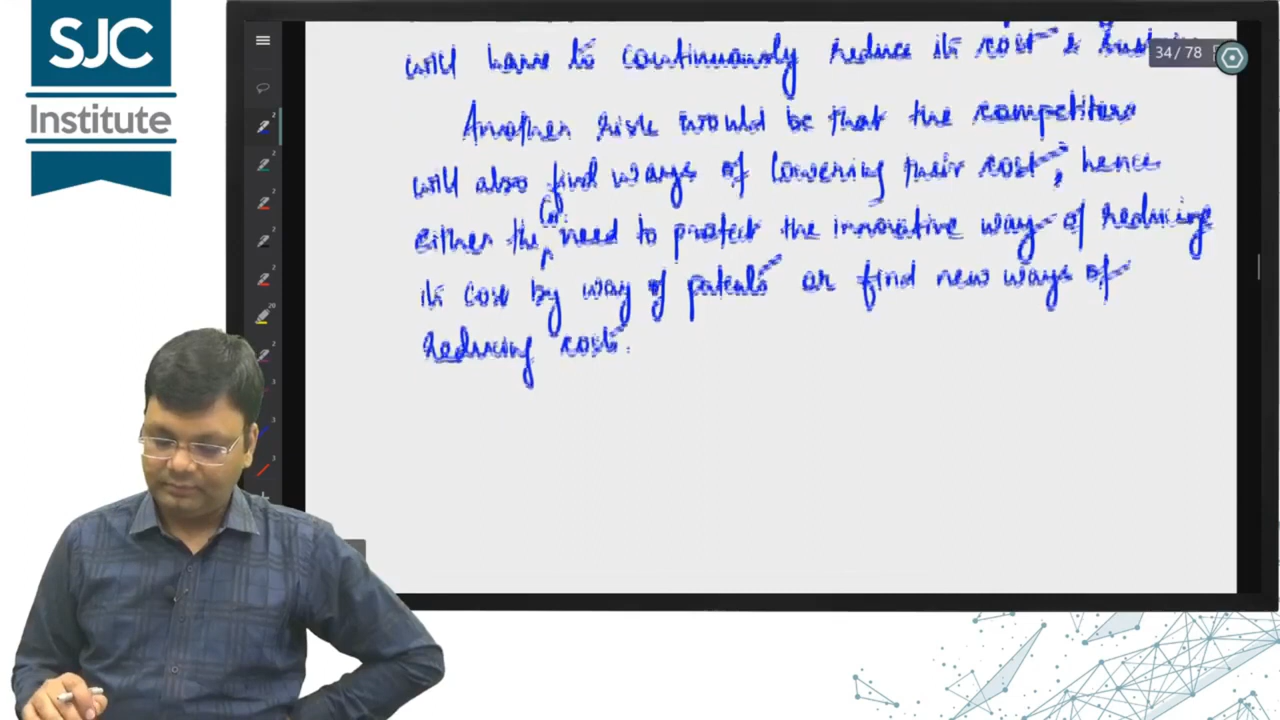 SJC
Institute
34 / 78
will have to continuously reduce its cost &
Another risk would be that the competitors
will also find ways of lowering their cost, hence
Co.
either the need to protect the innovative ways of reducing
its cost by way of patents or find new ways of
reducing costs.